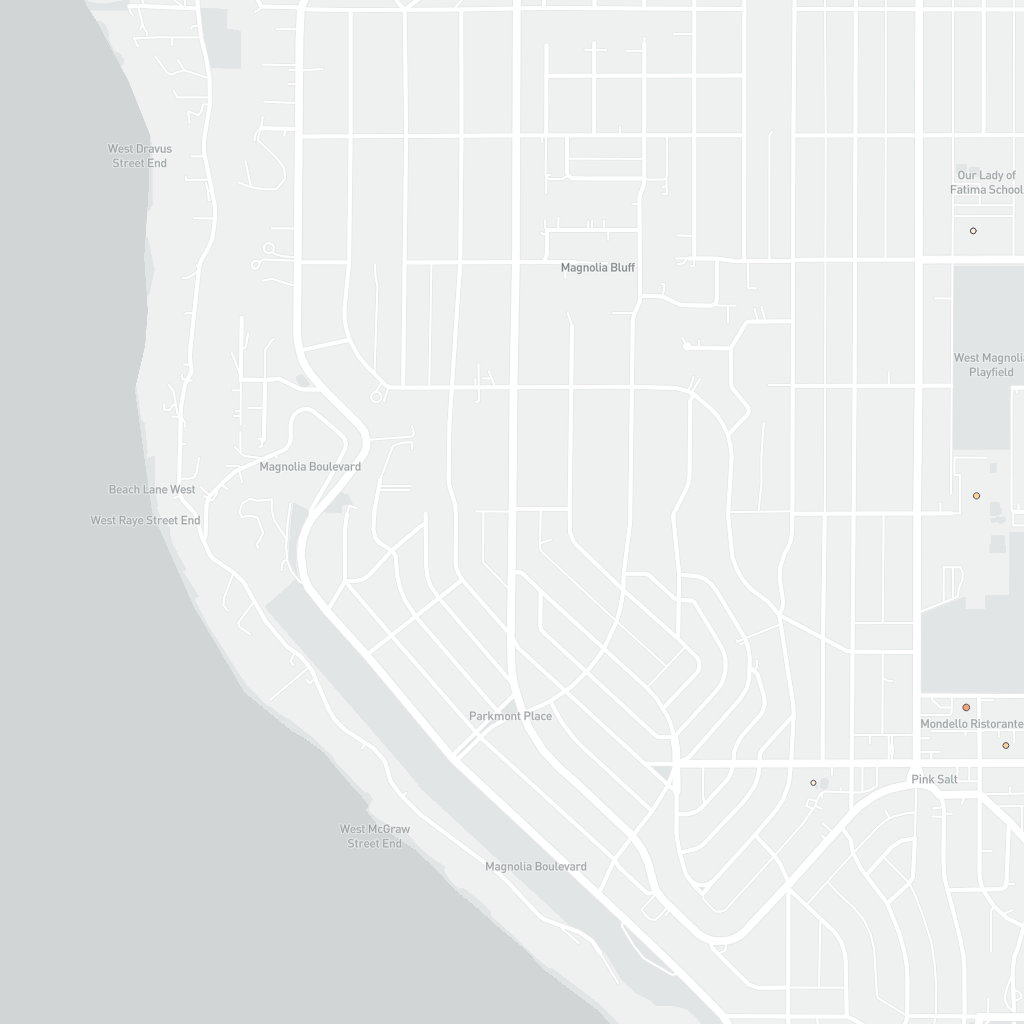 West Dravus
Street End
Our Lady of
Fatima School
Magnolia Bluff
West Magnolia
Playfield
Magnolia Boulevard
Beach Lane West
West Raye Street End
Parkmont Place
Mondello Ristorante
Pink Salt
West McGraw
Street End
Magnolia Boulevard